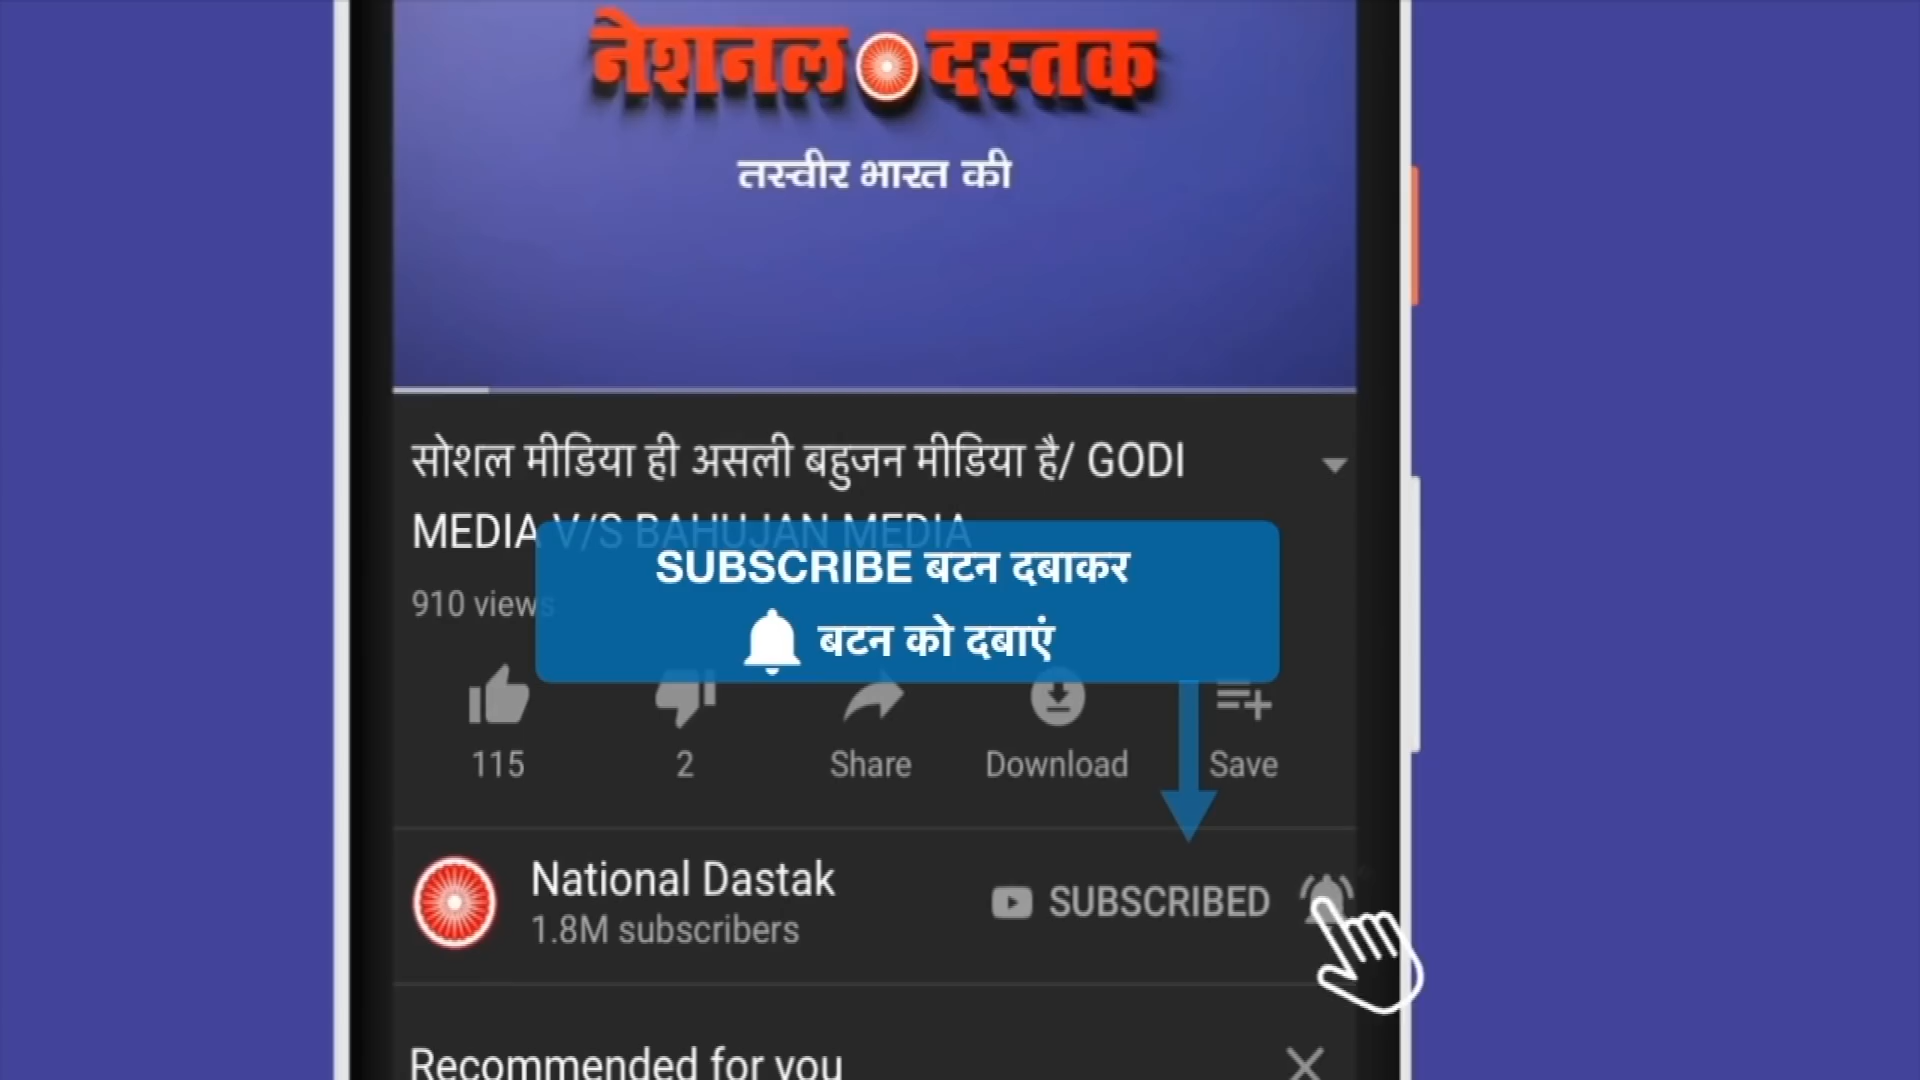 नेशनल दस्तक
तस्वीर भारत की
सोशल मीडिया ही असली बहुजन मीडिया है/ GODI
MEDIA V/S BAHUJAN MEDIA
910 views
SUBSCRIBE बटन दबाकर
बटन को दबाएं
115
2
Share
Download
Save
National Dastak
SUBSCRIBED
1.8M subscribers
Recommended for you